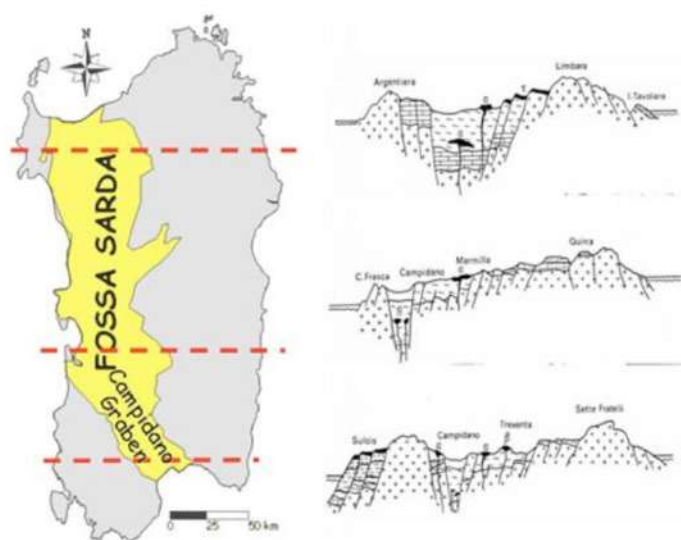 FOSSA SARDA
Campidano
Graben
0 25 50 km
Argentiera
Limbara
I. Tavolara
C. Frasca
Campidano
Marmilla
Quirra
Sulcis
Campidano
Trexenta
Sette Fratelli